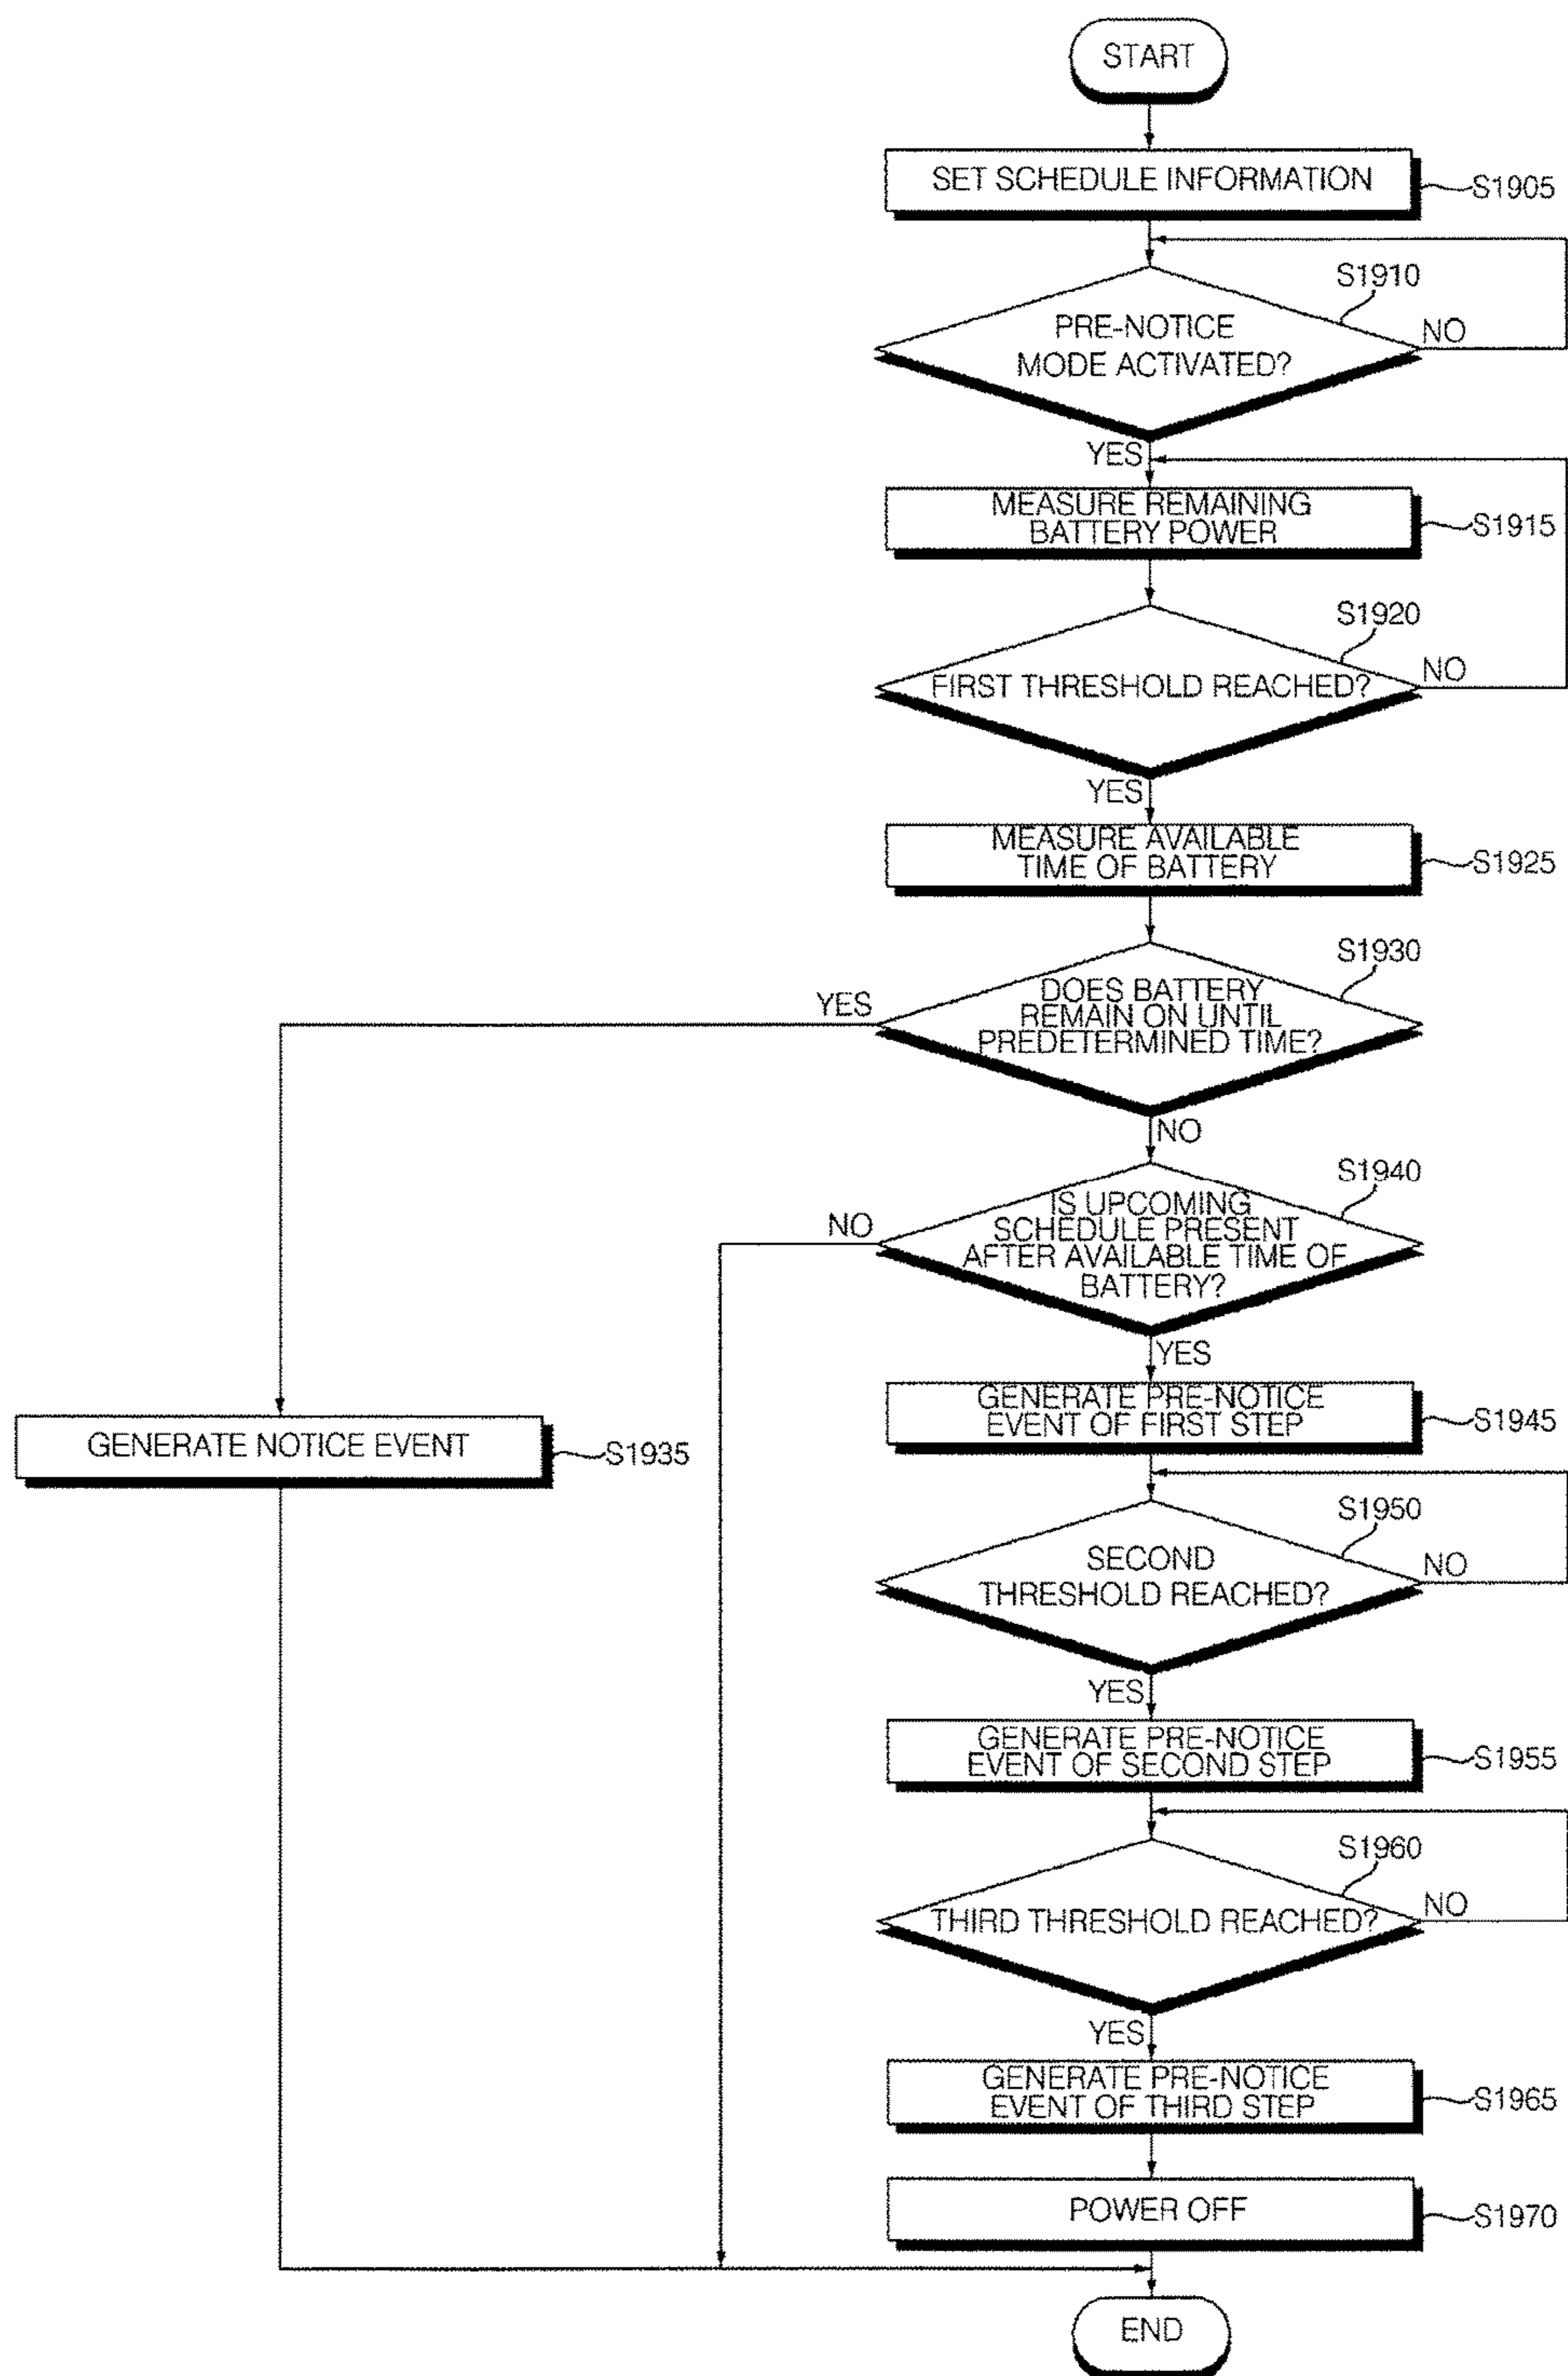 START
SET SCHEDULE INFORMATION
S1905
S1910
PRE-NOTICE
MODE ACTIVATED?
NO
YES
MEASURE REMAINING
BATTERY POWER
S1915
S1920
FIRST THRESHOLD REACHED?
NO
YES
MEASURE AVAILABLE
TIME OF BATTERY
S1925
S1930
DOES BATTERY
REMAIN ON UNTIL
PREDETERMINED TIME?
YES
NO
S1940
IS UPCOMING
SCHEDULE PRESENT
AFTER AVAILABLE TIME OF
BATTERY?
NO
YES
GENERATE PRE-NOTICE
EVENT OF FIRST STEP
S1945
GENERATE NOTICE EVENT
S1935
S1950
SECOND
THRESHOLD REACHED?
NO
YES
GENERATE PRE-NOTICE
EVENT OF SECOND STEP
S1955
S1960
THIRD THRESHOLD REACHED?
NO
YES
GENERATE PRE-NOTICE
EVENT OF THIRD STEP
S1965
POWER OFF
S1970
END